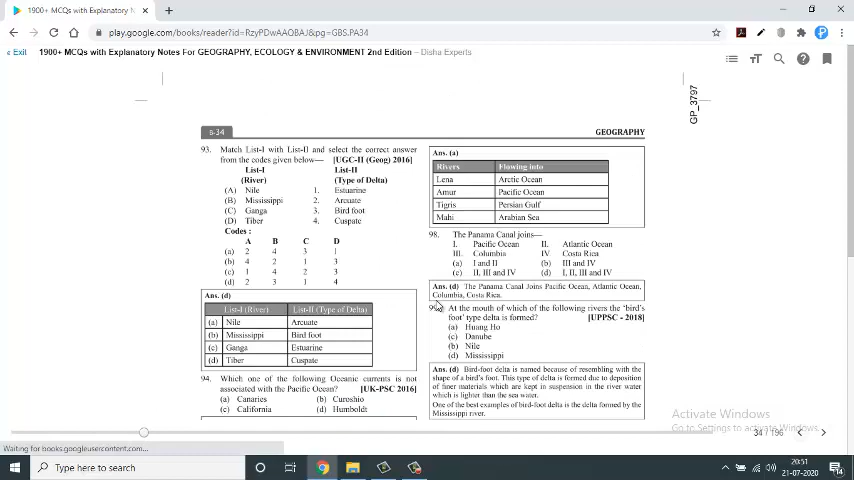 1900+ MCQs with Explanatory N
play.google.com/books/reader?id=RzyPDwAAQBAJ&pg=GBS.PA34
Exit
1900+ MCQs with Explanatory Notes For GEOGRAPHY, ECOLOGY & ENVIRONMENT 2nd Edition – Disha Experts
GP_3797
S-34
GEOGRAPHY
93. Match List-I with List-II and select the correct answer
from the codes given below— [UGC-II (Geog) 2016]
List-I List-II
(River) (Type of Delta)
(A) Nile 1. Estuarine
(B) Mississippi 2. Arcuate
(C) Ganga 3. Bird foot
(D) Tiber 4. Cuspate
Codes :
A B C D
(a) 2 4 3 1
(b) 4 2 1 3
(c) 1 4 2 3
(d) 2 3 1 4
Ans. (d)
List-I (River) List-II (Type of Delta)
(a) Nile Arcuate
(b) Mississippi Bird foot
(c) Ganga Estuarine
(d) Tiber Cuspate
94. Which one of the following Oceanic currents is not
associated with the Pacific Ocean? [UK-PSC 2016]
(a) Canaries (b) Curoshio
(c) California (d) Humboldt
Ans. (a)
Rivers Flowing into
Lena Arctic Ocean
Amur Pacific Ocean
Tigris Persian Gulf
Mahi Arabian Sea
98. The Panama Canal joins—
I. Pacific Ocean II. Atlantic Ocean
III. Columbia IV Costa Rica
(a) I and II (b) III and IV
(c) II, III and IV (d) I, II, III and IV
Ans. (d) The Panama Canal Joins Pacific Ocean, Atlantic Ocean,
Columbia, Costa Rica.
At the mouth of which of the following rivers the 'bird's
foot' type delta is formed? [UPPSC - 2018]
(a) Huang Ho
(c) Danube
(b) Nile
(d) Mississippi
Ans. (d) Bird-foot delta is named because of resembling with the
shape of a bird's foot. This type of delta is formed due to deposition
of finer materials which are kept in suspension in the river water
which is lighter than the sea water.
One of the best examples of bird-foot delta is the delta formed by the
Mississippi river.
Activate Windows
Go to Settings to activate Windows.
34 / 196
Waiting for books.googleusercontent.com...
Type here to search
20:51
21-07-2020
14